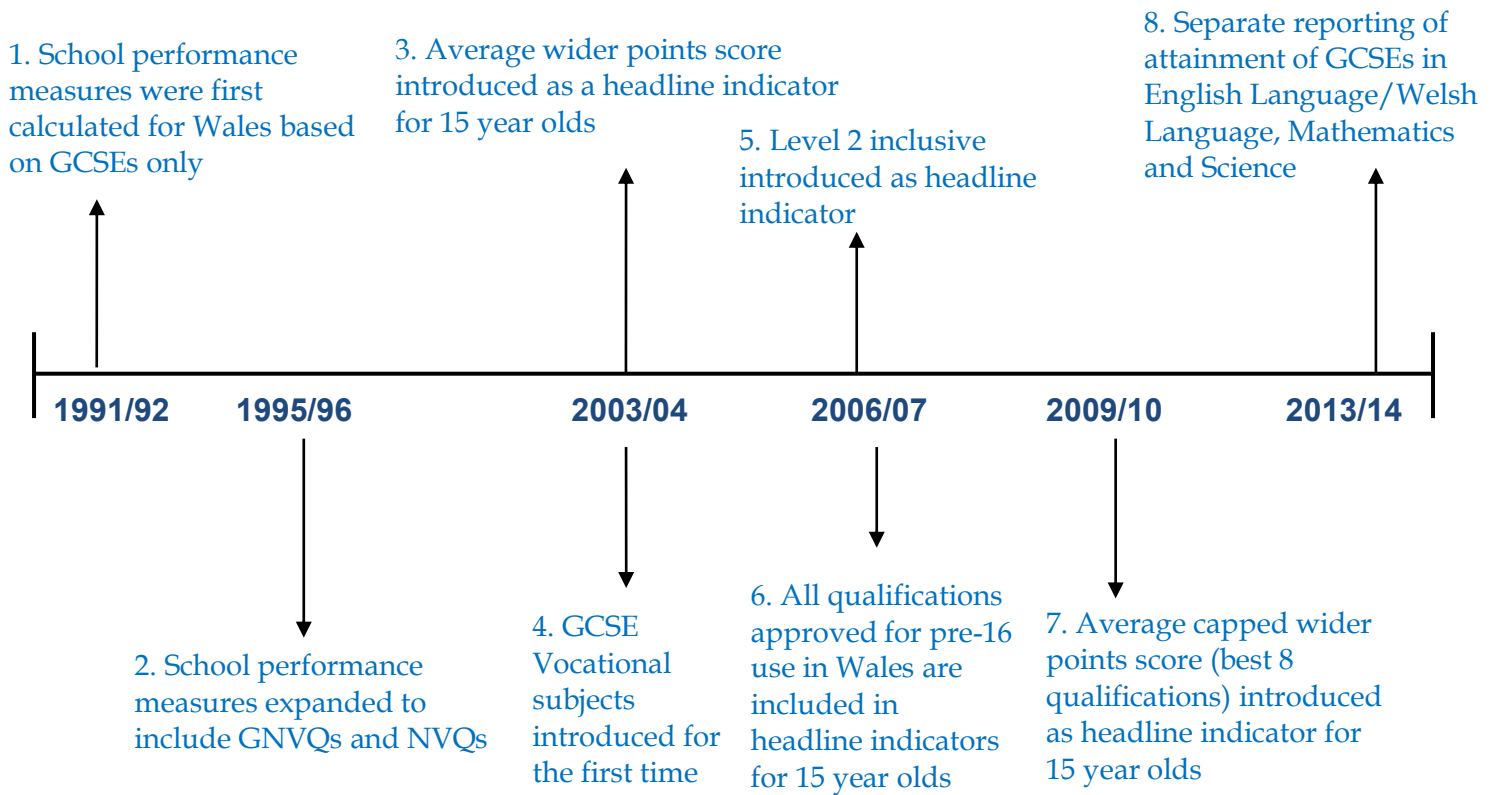 1. School performance
measures were first
calculated for Wales based
on GCSEs only
3. Average wider points score
introduced as a headline indicator
for 15 year olds
5. Level 2 inclusive
introduced as headline
indicator
8. Separate reporting of
attainment of GCSEs in
English Language/Welsh
Language, Mathematics
and Science
1991/92
1995/96
2003/04
2006/07
2009/10
2013/14
2. School performance
measures expanded to
include GNVQs and NVQs
4. GCSE
Vocational
subjects
introduced for
the first time
6. All qualifications
approved for pre-16
use in Wales are
included in
headline indicators
for 15 year olds
7. Average capped wider
points score (best 8
qualifications) introduced
as headline indicator for
15 year olds